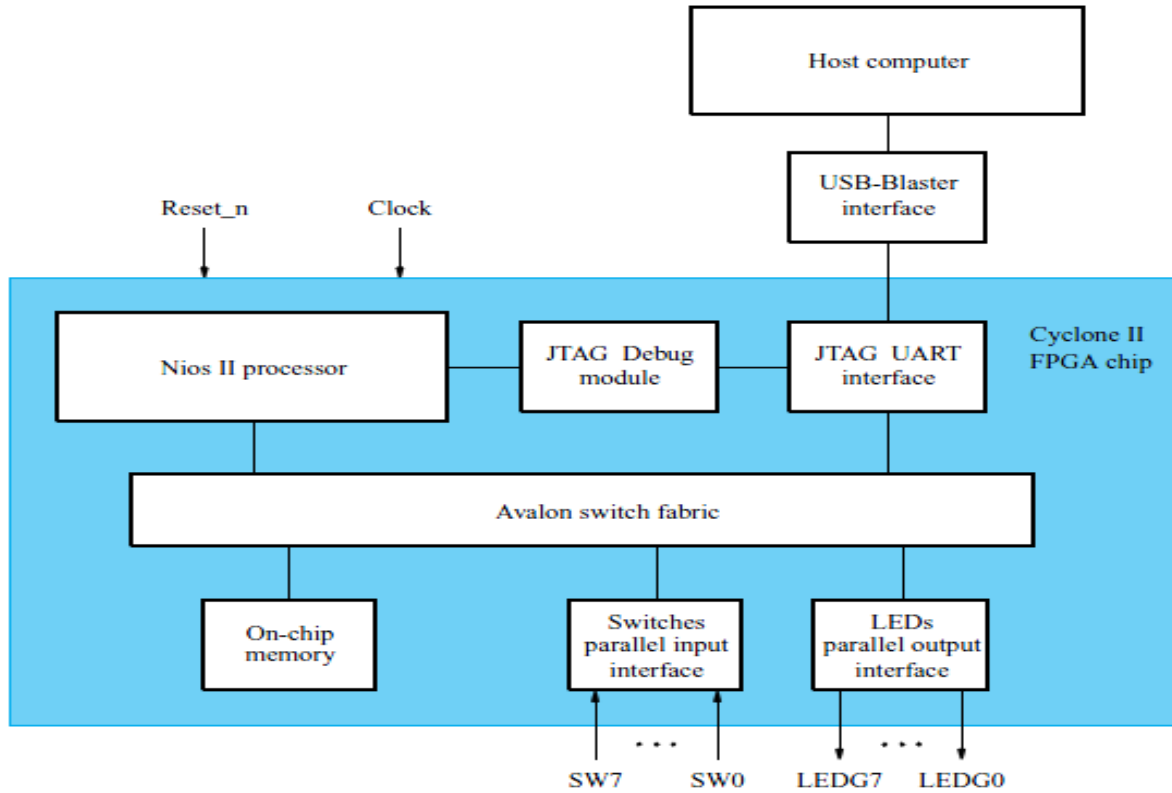 Host computer
USB-Blaster
interface
Reset_n
Clock
Nios II processor
JTAG Debug
module
JTAG UART
interface
Cyclone II
FPGA chip
Avalon switch fabric
On-chip
memory
Switches
parallel input
interface
LEDs
parallel output
interface
SW7
...
SW0
LEDG7
...
LEDG0